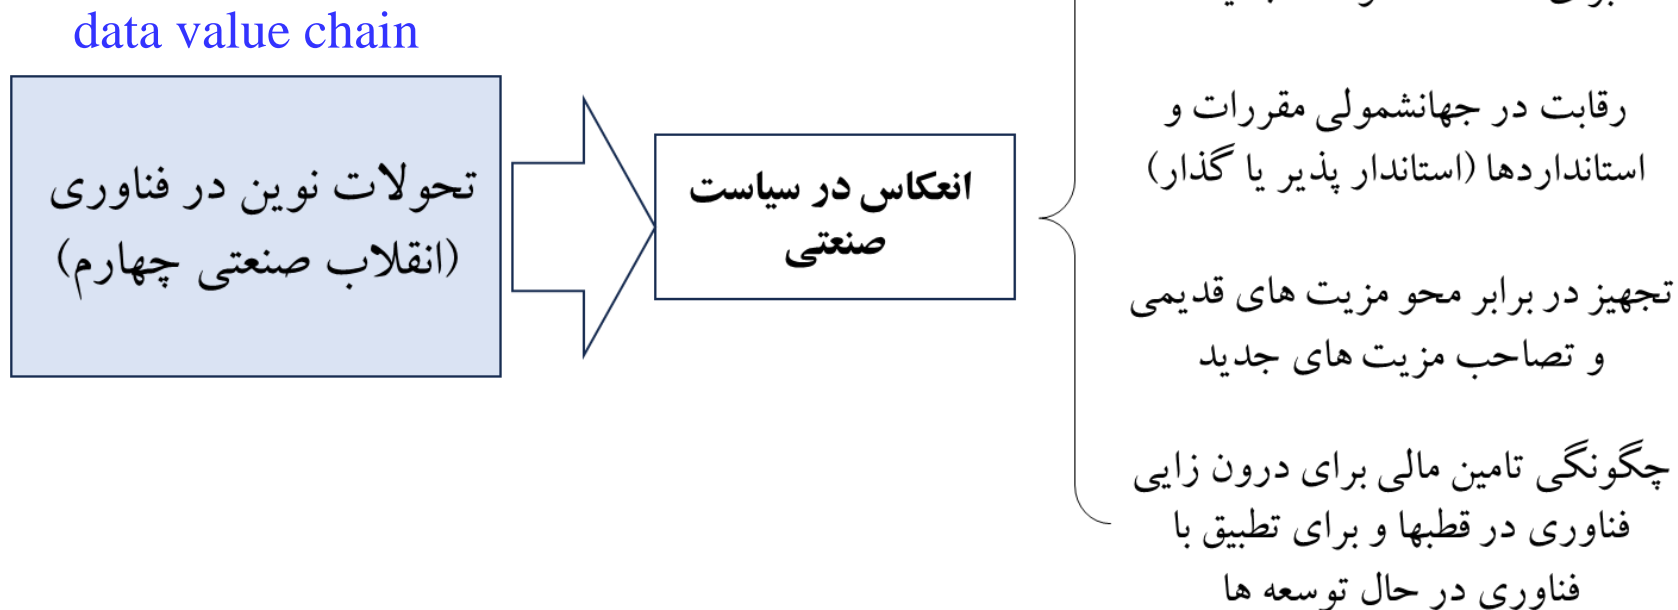 data value chain
تحولات نوین در فناوری
(انقلاب صنعتی چهارم)
انعکاس در سیاست
صنعتی
رقابت در جهانشمولی مقررات و
استانداردها (استاندار پذیر یا گذار)
تجهیز در برابر محو مزیت های قدیمی
و تصاحب مزیت های جدید
چگونگی تامین مالی برای درون زایی
فناوری در قطبها و برای تطبیق با
فناوری در حال توسعه ها